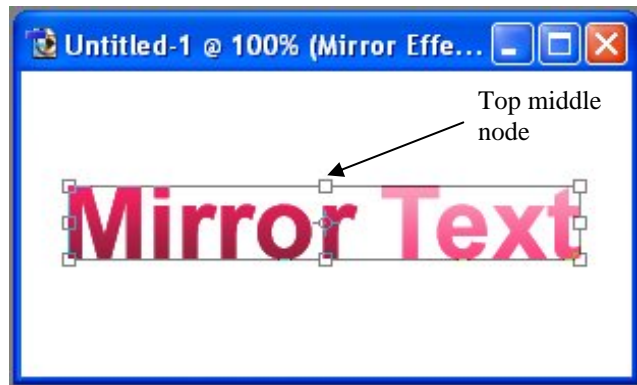 Untitled-1 @ 100% (Mirror Effe...
Top middle
node
Mirror Text